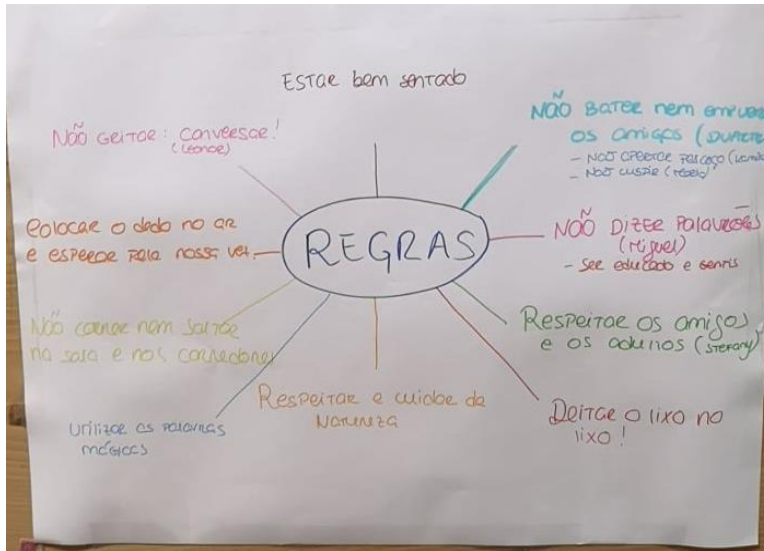 Estar bem sentado
Não Gritar: Conversar!
(Leonor)
Colocar o dedo no ar
e esperar pela nossa vez
Não correr nem saltar
na sala e nos corredores
Utilizar as palavras
mágicas
Respeitar e cuidar da
Natureza
Deitar o lixo no
lixo!
Respeitar os amigos
e os adultos (Stefany)
Não Dizer Palavrões
(Miguel)
- Ser educado e gentis
Não Bater nem
os amigos
- Não apertar pescoço
- Não cuspir
REGRAS